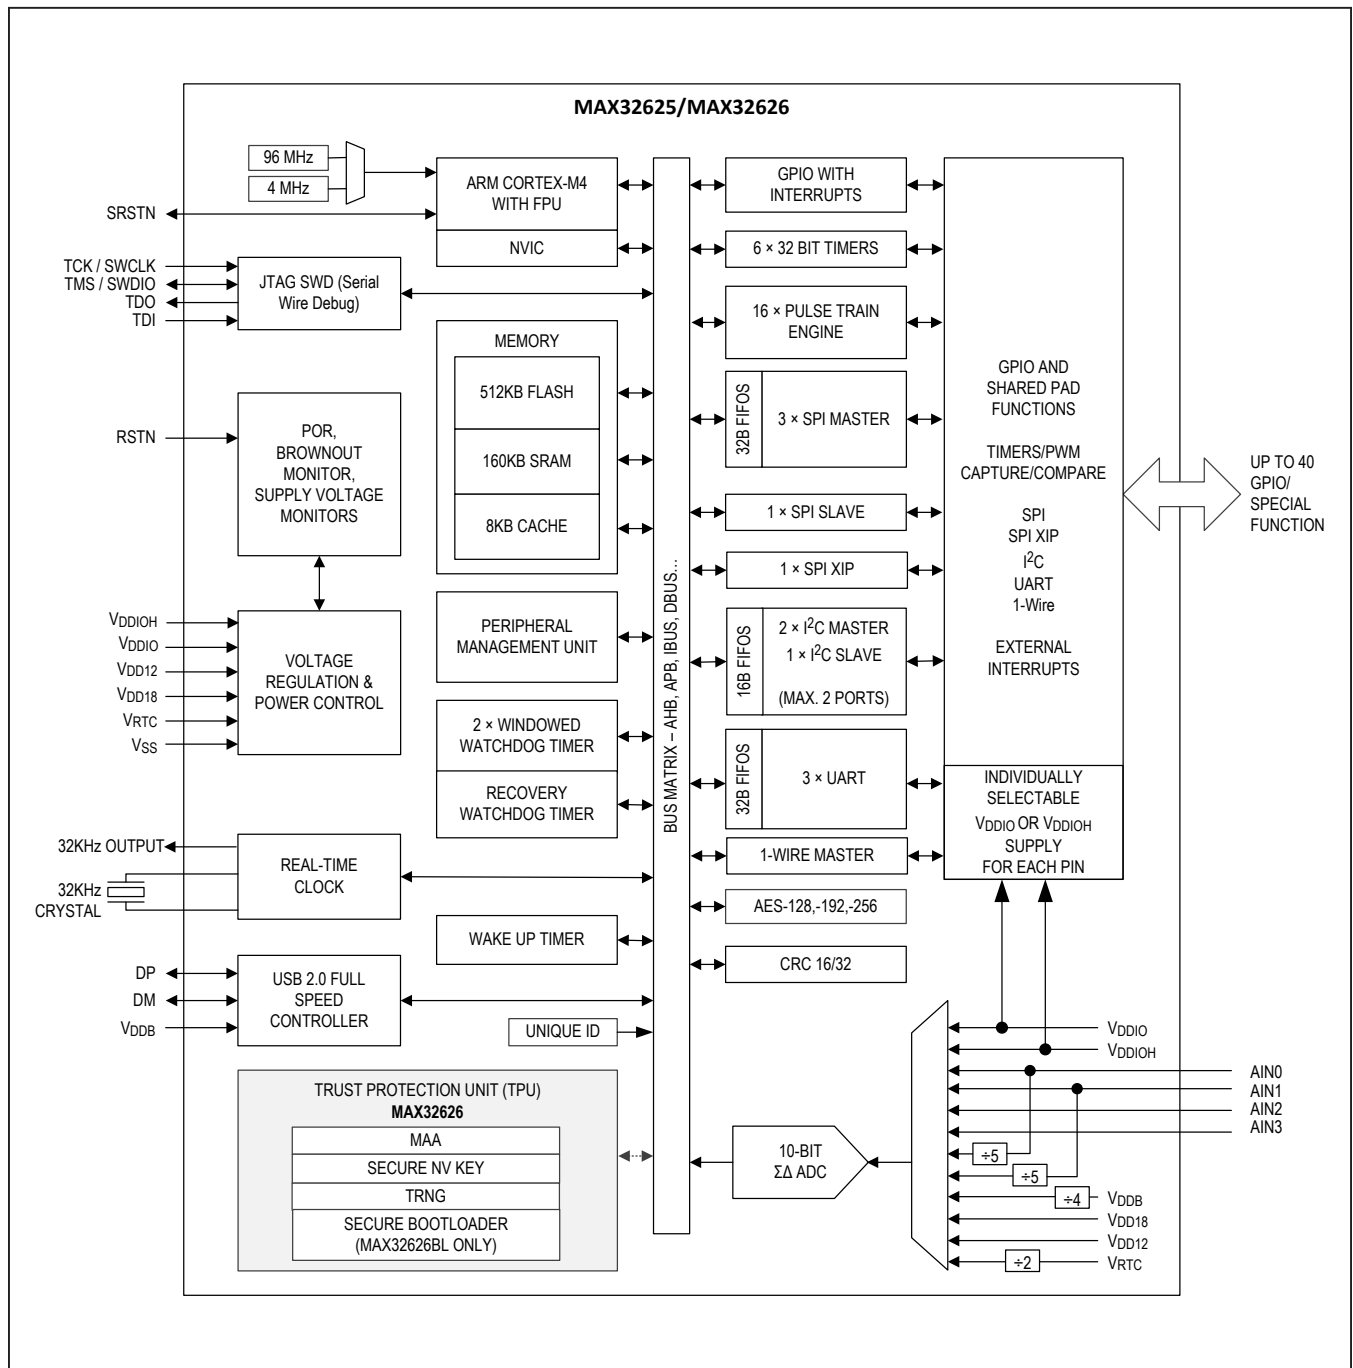 MAX32625/MAX32626
96 MHz
4 MHz
ARM CORTEX-M4
WITH FPU
NVIC
SRSTN
TCK / SWCLK
TMS / SWDIO
TDO
TDI
JTAG SWD (Serial
Wire Debug)
MEMORY
512KB FLASH
160KB SRAM
8KB CACHE
RSTN
POR,
BROWNOUT
MONITOR,
SUPPLY VOLTAGE
MONITORS
VDDIOH
VDDIO
VDD12
VDD18
VRTC
VSS
VOLTAGE
REGULATION &
POWER CONTROL
PERIPHERAL
MANAGEMENT UNIT
2 × WINDOWED
WATCHDOG TIMER
RECOVERY
WATCHDOG TIMER
32KHz OUTPUT
32KHz
CRYSTAL
REAL-TIME
CLOCK
WAKE UP TIMER
DP
DM
VDDB
USB 2.0 FULL
SPEED
CONTROLLER
UNIQUE ID
TRUST PROTECTION UNIT (TPU)
MAX32626
MAA
SECURE NV KEY
TRNG
SECURE BOOTLOADER
(MAX32626BL ONLY)
BUS MATRIX – AHB, APB, IBUS, DBUS...
GPIO WITH
INTERRUPTS
6 × 32 BIT TIMERS
16 × PULSE TRAIN
ENGINE
32B FIFOS
3 × SPI MASTER
1 × SPI SLAVE
1 × SPI XIP
16B FIFOS
2 × I²C MASTER
1 × I²C SLAVE
(MAX. 2 PORTS)
32B FIFOS
3 × UART
1-WIRE MASTER
AES-128,-192,-256
CRC 16/32
10-BIT
ΣΔ ADC
GPIO AND
SHARED PAD
FUNCTIONS
TIMERS/PWM
CAPTURE/COMPARE
SPI
SPI XIP
I²C
UART
1-Wire
EXTERNAL
INTERRUPTS
INDIVIDUALLY
SELECTABLE
VDDIO OR VDDIOH
SUPPLY
FOR EACH PIN
UP TO 40
GPIO/
SPECIAL
FUNCTION
VDDIO
VDDIOH
AIN0
AIN1
AIN2
AIN3
÷5
÷5
÷4
VDDB
VDD18
VDD12
÷2
VRTC